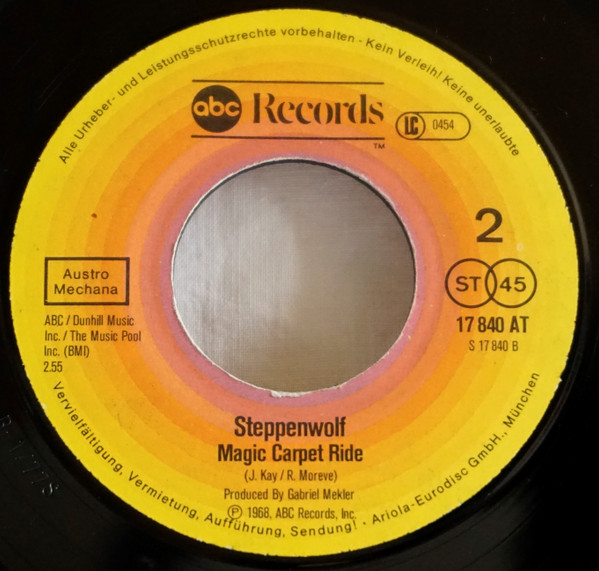 Alle Urheber- und Leistungsschutzrechte vorbehalten - Kein Verleih! Keine unerlaubte
abc Records
TM
LC 0454
2
ST 45
17 840 AT
S 17 840 B
Austro
Mechana
ABC / Dunhill Music
Inc. / The Music Pool
Inc. (BMI)
2.55
Steppenwolf
Magic Carpet Ride
(J. Kay / R. Moreve)
Produced By Gabriel Mekler
Ⓟ 1968, ABC Records, Inc.
Vervielfältigung, Vermietung, Aufführung, Sendung! · Ariola-Eurodisc GmbH., München